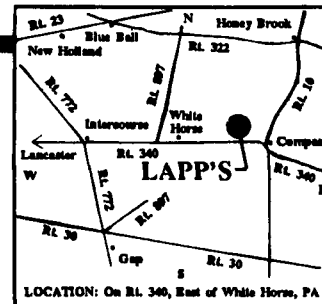 N
Honey Brook
Rt. 23
Blue Ball
New Holland
Rt. 322
Rt. 772
Rt. 897
Rt. 10
Intercourse
White
Horse
Compass
Lancaster
Rt. 340
W
LAPP'S
Rt. 340
Rt. 772
Rt. 897
Rt. 30
Gap
Rt. 30
S
LOCATION: On Rt. 340, East of White Horse, PA